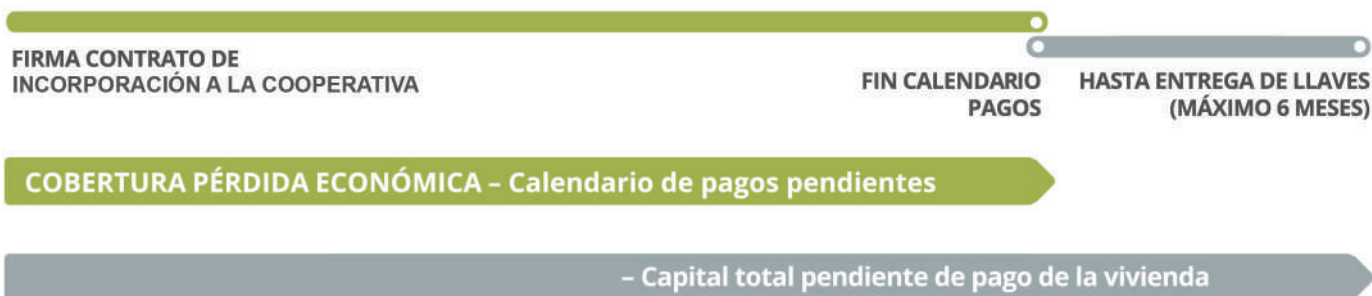 FIRMA CONTRATO DE
INCORPORACIÓN A LA COOPERATIVA
FIN CALENDARIO
PAGOS
HASTA ENTREGA DE LLAVES
(MÁXIMO 6 MESES)
COBERTURA PÉRDIDA ECONÓMICA – Calendario de pagos pendientes
– Capital total pendiente de pago de la vivienda